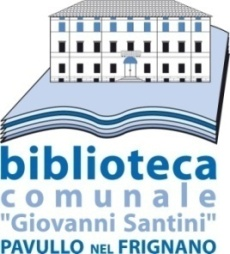 biblioteca
comunale
"Giovanni Santini"
PAVULLO NEL FRIGNANO